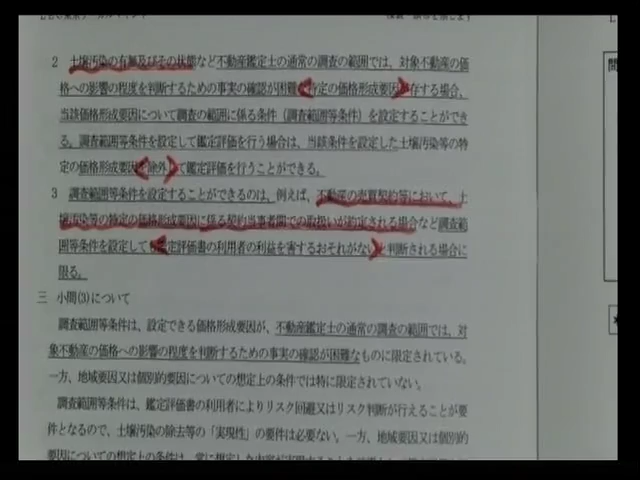 2 土壌汚染の有無及びその状態など不動産鑑定士の通常の調査の範囲では、対象不動産の価
格への影響の程度を判断するための事実の確認が困難な特定の価格形成要因が存する場合、
当該価格形成要因について調査の範囲に係る条件（調査範囲等条件）を設定することができ
る。調査範囲等条件を設定して鑑定評価を行う場合は、当該条件を設定した土壌汚染等の特
定の価格形成要因を除外して鑑定評価を行うことができる。
3 調査範囲等条件を設定することができるのは、例えば、不動産の売買契約等において、土
壌汚染等の特定の価格形成要因に係る契約当事者間での取扱いが約定される場合など調査範
囲等条件を設定しても鑑定評価書の利用者の利益を害するおそれがないと判断される場合に
限る。
三 小問(3)について
調査範囲等条件は、設定できる価格形成要因が、不動産鑑定士の通常の調査の範囲では、対
象不動産の価格への影響の程度を判断するための事実の確認が困難なものに限定されている。
一方、地域要因又は個別的要因についての想定上の条件では特に限定されていない。
調査範囲等条件は、鑑定評価書の利用者によりリスク回避又はリスク判断が行えることが要
件となるので、土壌汚染の除去等の「実現性」の要件は必要ない。一方、地域要因又は個別的
要因についての想定上の条件は、
問